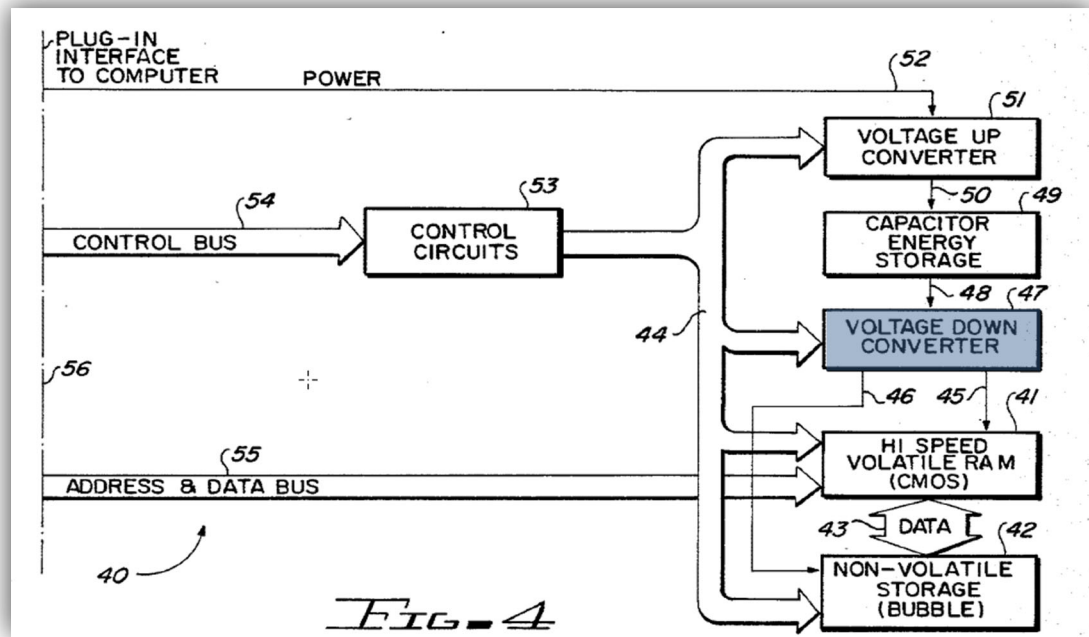 PLUG-IN
INTERFACE
TO COMPUTER
POWER
52
51
VOLTAGE UP
CONVERTER
50
49
53
54
CONTROL
CIRCUITS
CONTROL BUS
CAPACITOR
ENERGY
STORAGE
48
47
44
VOLTAGE DOWN
CONVERTER
56
46
45
41
55
HI SPEED
VOLATILE RAM
(CMOS)
ADDRESS & DATA BUS
43
DATA
42
40
NON-VOLATILE
STORAGE
(BUBBLE)
FIG-4